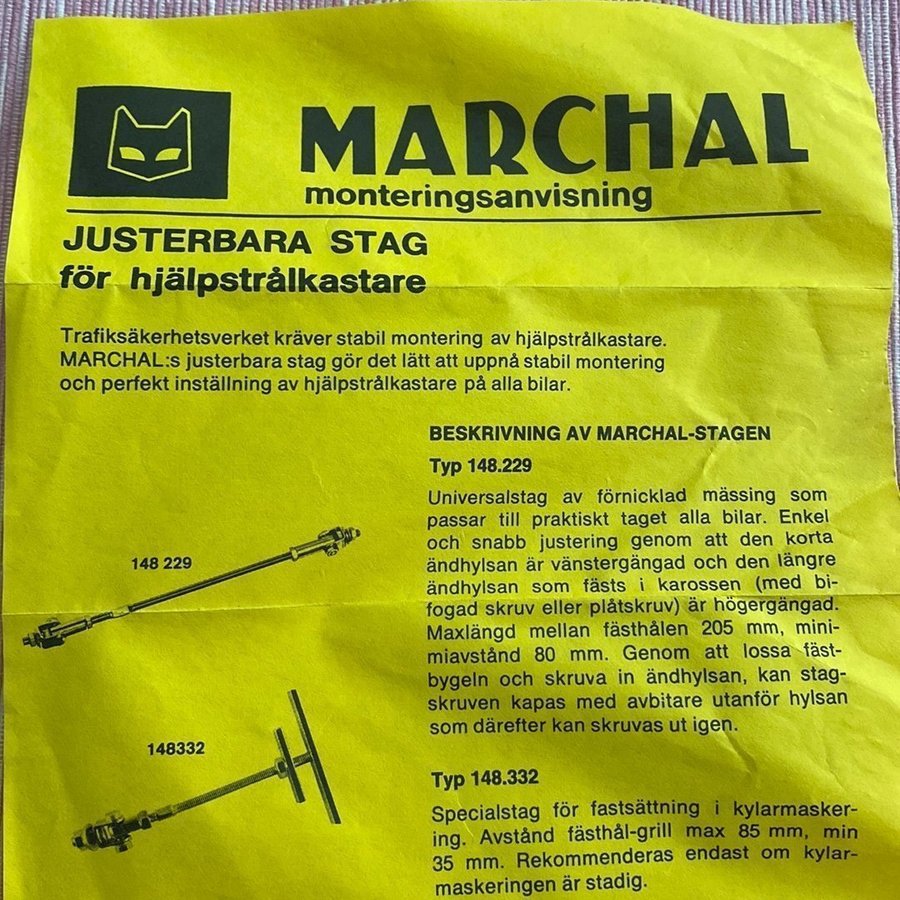 MARCHAL
monteringsanvisning
JUSTERBARA STAG
för hjälpstrålkastare
Trafiksäkerhetsverket kräver stabil montering av hjälpstrålkastare.
MARCHAL:s justerbara stag gör det lätt att uppnå stabil montering
och perfekt inställning av hjälpstrålkastare på alla bilar.
148 229
148332
BESKRIVNING AV MARCHAL-STAGEN
Typ 148.229
Universalstag av förnicklad mässing som
passar till praktiskt taget alla bilar. Enkel
och snabb justering genom att den korta
ändhylsan är vänstergängad och den längre
ändhylsan som fästs i karossen (med bi-
fogad skruv eller plåtskruv) är högergängad.
Maxlängd mellan fästhålen 205 mm, mini-
miavstånd 80 mm. Genom att lossa fäst-
bygeln och skruva in ändhylsan, kan stag-
skruven kapas med avbitare utanför hylsan
som därefter kan skruvas ut igen.
Typ 148.332
Specialstag för fastsättning i kylarmasker-
ing. Avstånd fästhål-grill max 85 mm, min
35 mm. Rekommenderas endast om kylar-
maskeringen är stadig.